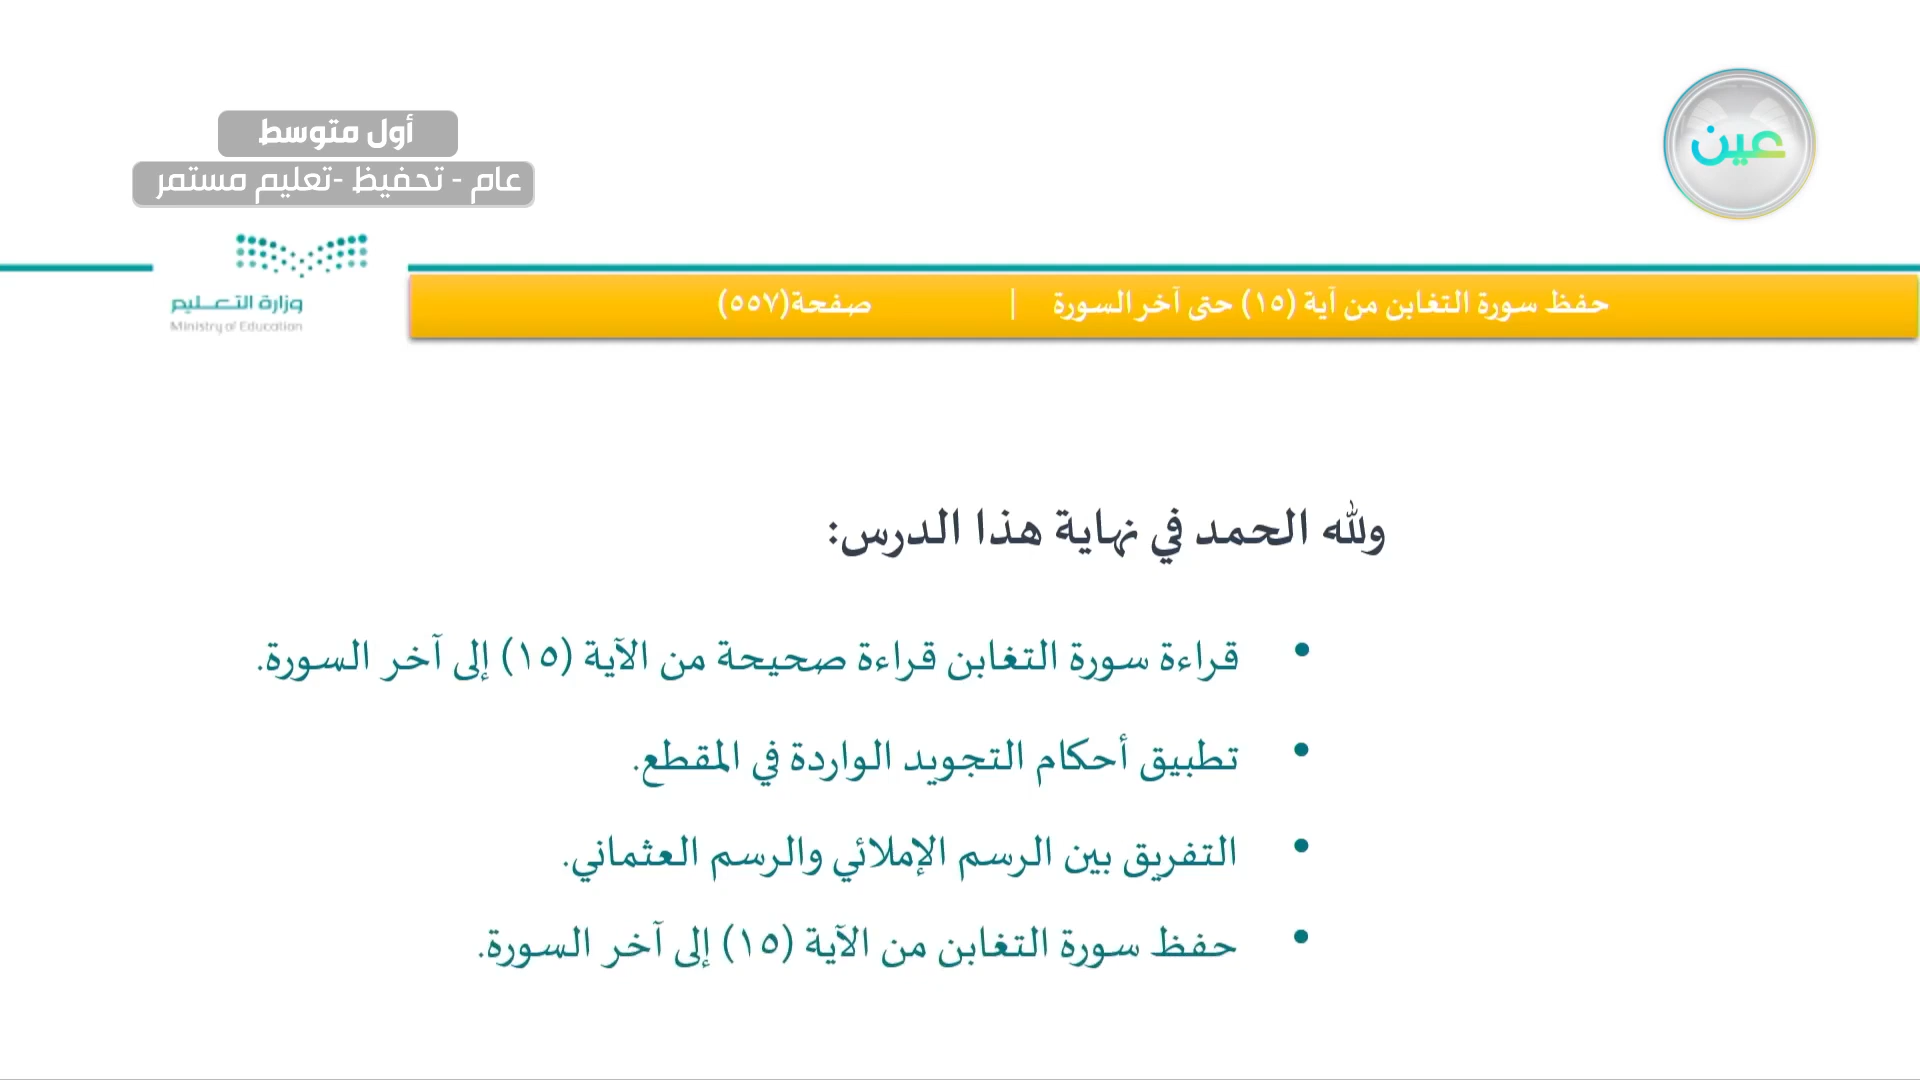 عين
أول متوسط
عام - تحفيظ -تعليم مستمر
وزارة التعليم
Ministry of Education
حفظ سورة التغابن من آية (١٥) حتى آخر السورة | صفحة(٥٥٧)
ولله الحمد في نهاية هذا الدرس:
• قراءة سورة التغابن قراءة صحيحة من الآية (١٥) إلى آخر السورة.
• تطبيق أحكام التجويد الواردة في المقطع.
• التفريق بين الرسم الإملائي والرسم العثماني.
• حفظ سورة التغابن من الآية (١٥) إلى آخر السورة.